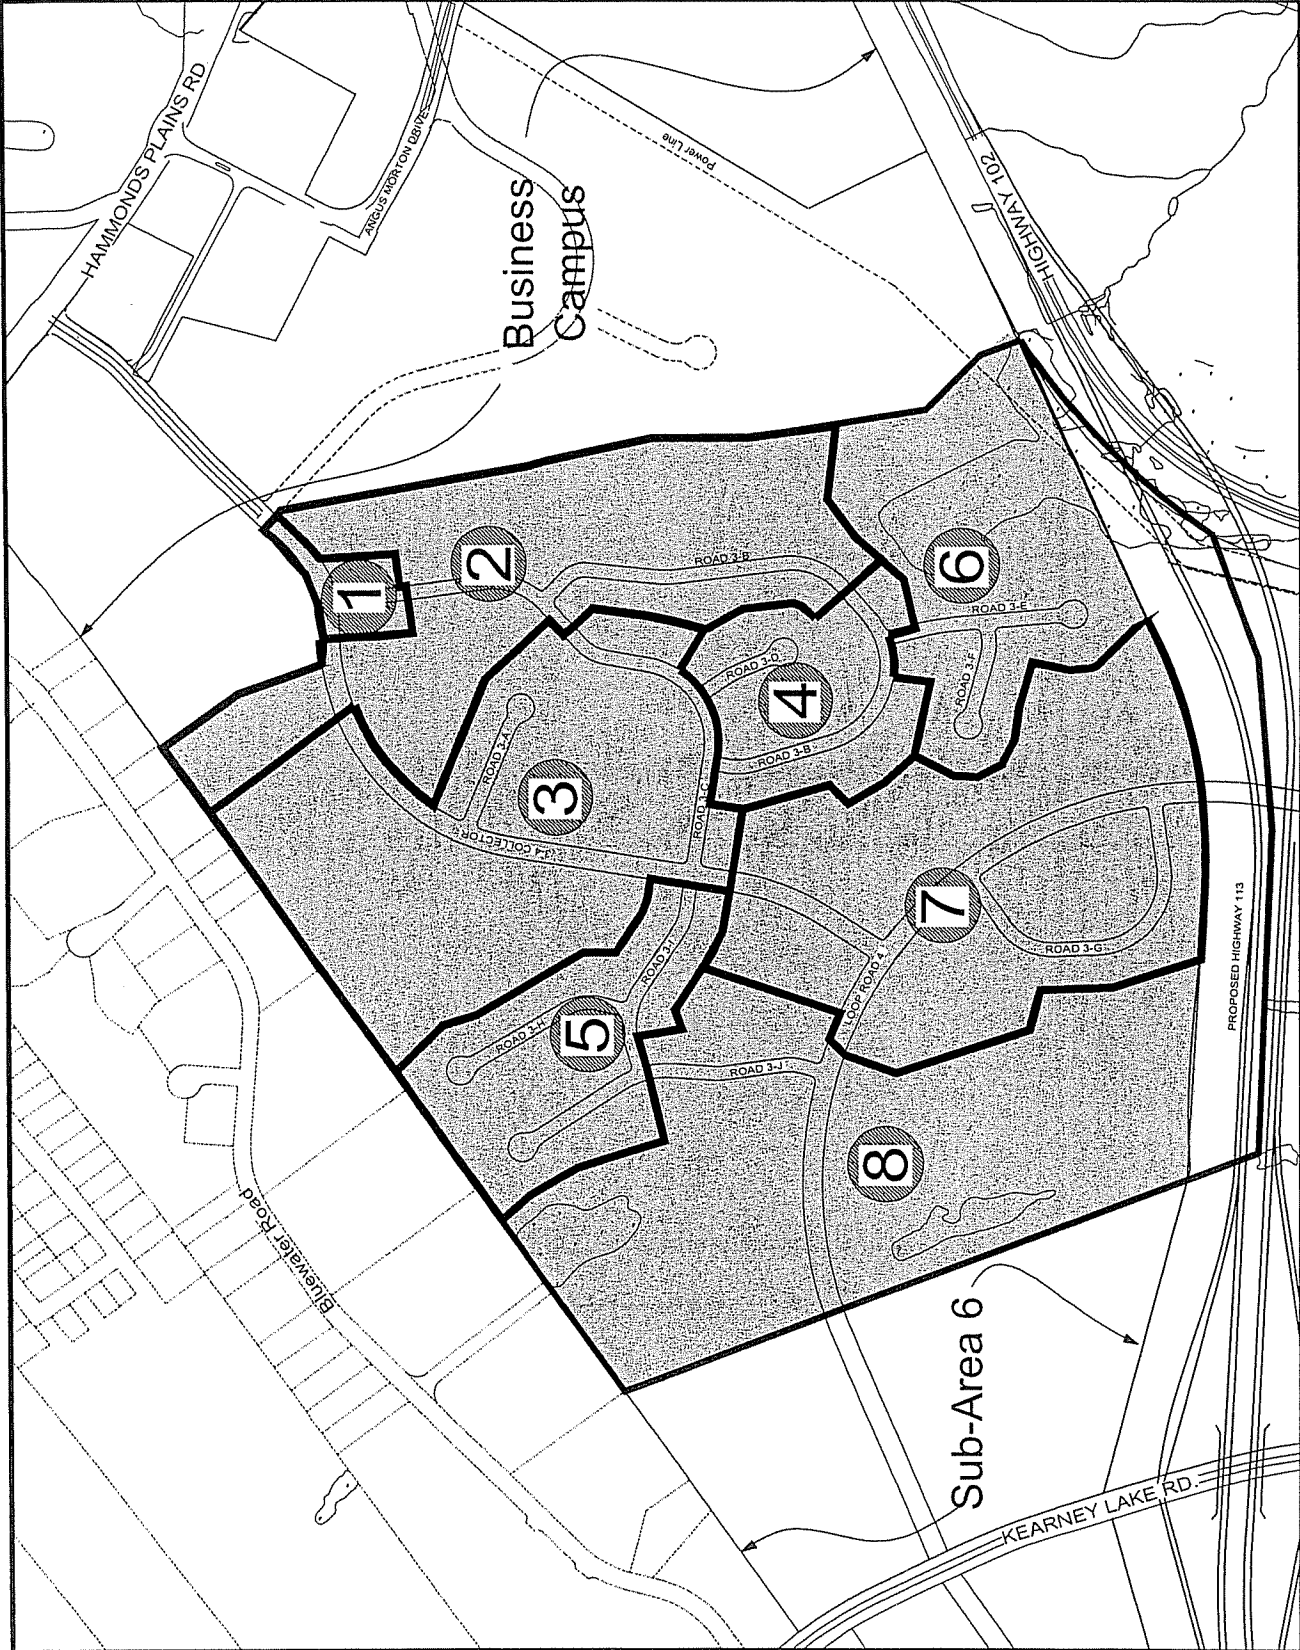 HAMMONDS PLAINS RD
ANGUS MORTON DRIVE
Business
Campus
Power Line
HIGHWAY 102
1
2
ROAD 3-B
6
ROAD 3-E
ROAD 3-F
ROAD 3-D
4
ROAD 3-B
ROAD 3-A
3
ROAD 3-C
COLLECTOR
7
ROAD 3-G
LOOP ROAD 4
ROAD 3-I
5
ROAD 3-H
ROAD 3-J
8
PROPOSED HIGHWAY 113
Bluewater Road
Sub-Area 6
KEARNEY LAKE RD.